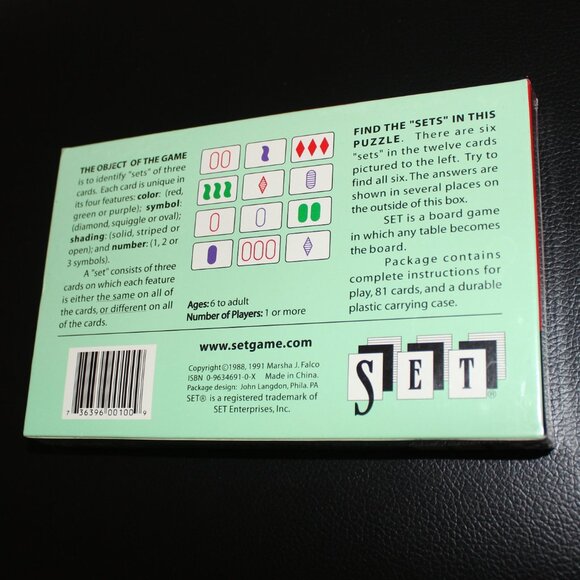 THE OBJECT OF THE GAME
is to identify "sets" of three
cards. Each card is unique in
its four features: color: (red,
green or purple); symbol:
(diamond, squiggle or oval);
shading: (solid, striped or
open); and number: (1, 2 or
3 symbols).
A "set" consists of three
cards on which each feature
is either the same on all of
the cards, or different on all
of the cards.
Ages: 6 to adult
Number of Players: 1 or more
FIND THE "SETS" IN THIS
PUZZLE. There are six
"sets" in the twelve cards
pictured to the left. Try to
find all six. The answers are
shown in several places on
the outside of this box.
SET is a board game
in which any table becomes
the board.
Package contains
complete instructions for
play, 81 cards, and a durable
plastic carrying case.
7 36396 00100 9
www.setgame.com
Copyright ©1988, 1991 Marsha J. Falco
ISBN 0-9634691-0-X Made in China.
Package design: John Langdon, Phila. PA
SET® is a registered trademark of
SET Enterprises, Inc.
SET®